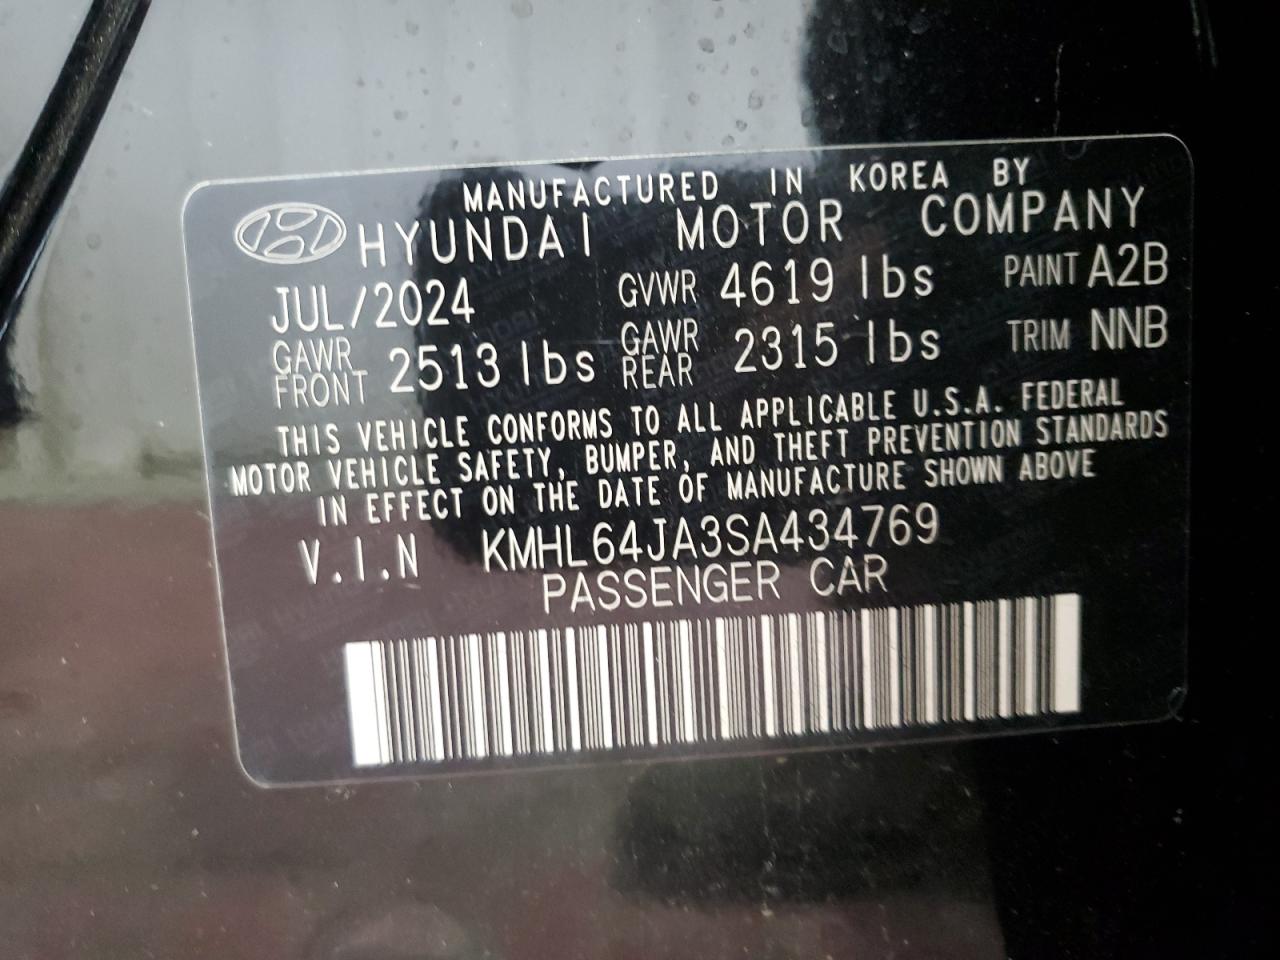 MANUFACTURED IN KOREA BY
HYUNDAI MOTOR COMPANY
JUL/2024 GVWR 4619 lbs PAINT A2B
GAWR FRONT 2513 lbs GAWR REAR 2315 lbs TRIM NNB
THIS VEHICLE CONFORMS TO ALL APPLICABLE U.S.A. FEDERAL
MOTOR VEHICLE SAFETY, BUMPER, AND THEFT PREVENTION STANDARDS
IN EFFECT ON THE DATE OF MANUFACTURE SHOWN ABOVE
V.I.N KMHL64JA3SA434769
PASSENGER CAR